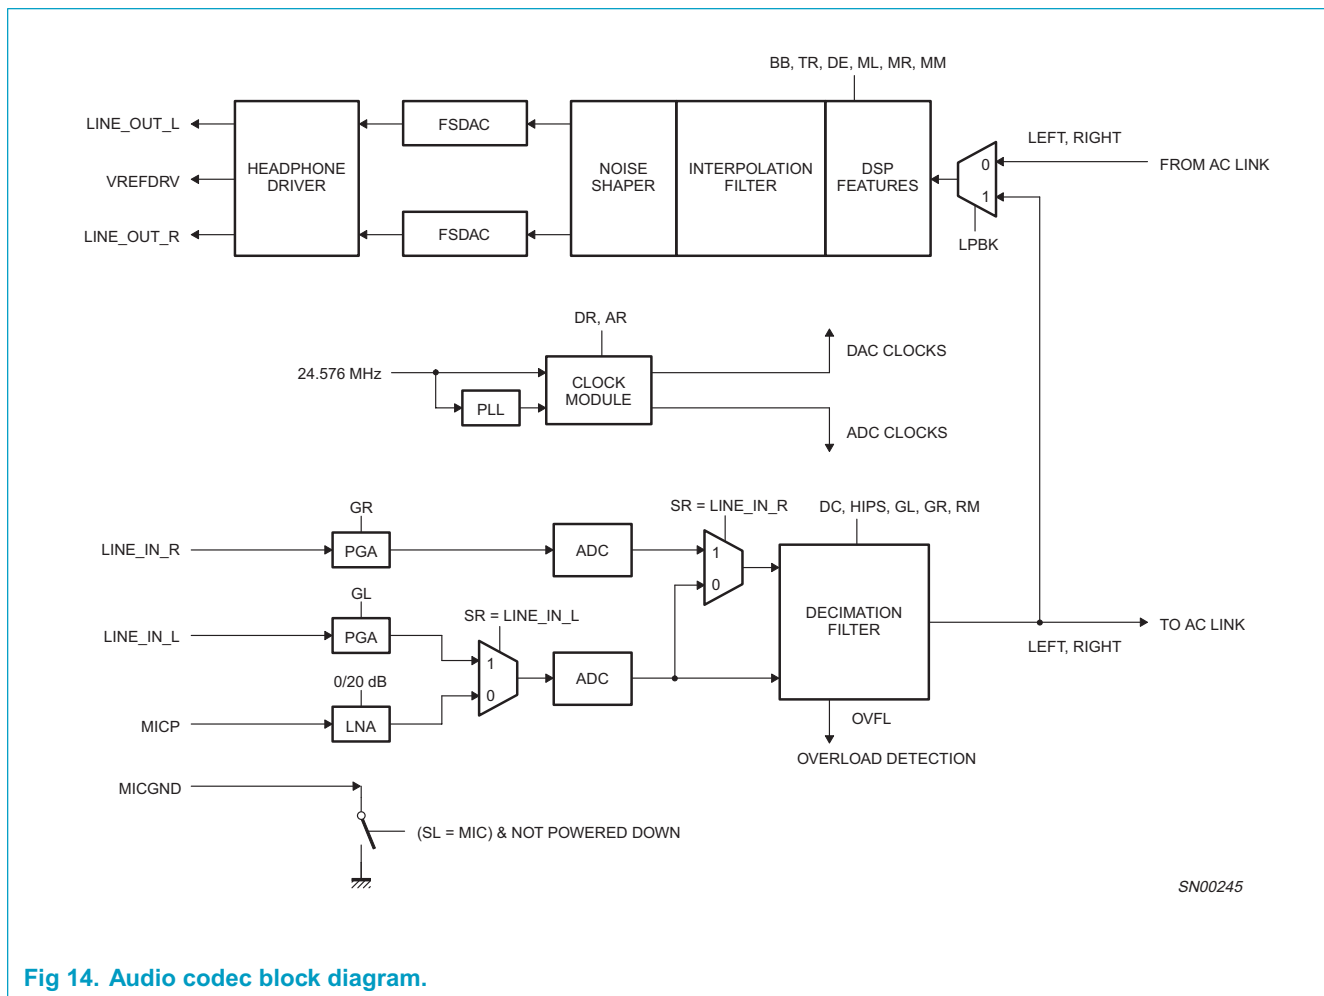 BB, TR, DE, ML, MR, MM
LINE_OUT_L
VREFDRV
LINE_OUT_R
HEADPHONE
DRIVER
FSDAC
FSDAC
NOISE
SHAPER
INTERPOLATION
FILTER
DSP
FEATURES
0
1
LPBK
LEFT, RIGHT
FROM AC LINK
DR, AR
24.576 MHz
PLL
CLOCK
MODULE
DAC CLOCKS
ADC CLOCKS
GR
LINE_IN_R
PGA
ADC
SR = LINE_IN_R
1
0
DC, HIPS, GL, GR, RM
GL
LINE_IN_L
PGA
SR = LINE_IN_L
1
0
ADC
DECIMATION
FILTER
TO AC LINK
LEFT, RIGHT
0/20 dB
MICP
LNA
OVFL
OVERLOAD DETECTION
MICGND
(SL = MIC) & NOT POWERED DOWN
SN00245
Fig 14. Audio codec block diagram.